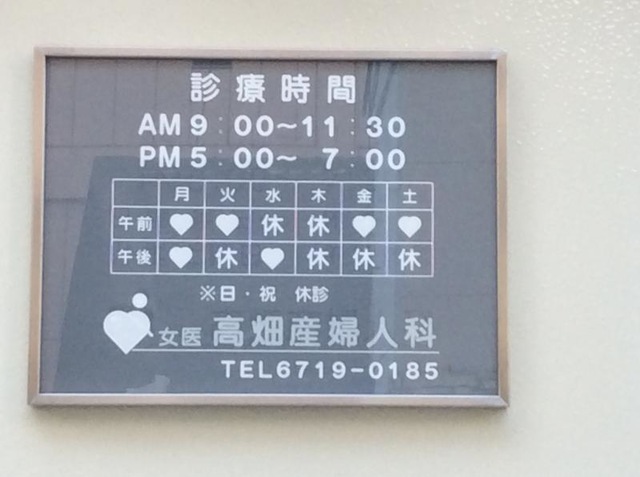 診療時間
AM 9:00～11:30
PM 5:00～ 7:00
月 火 水 木 金 土
午前 ♥ ♥ 休 休 ♥ ♥
午後 ♥ 休 ♥ 休 休 休
※日・祝 休診
女医 高畑産婦人科
TEL6719-0185